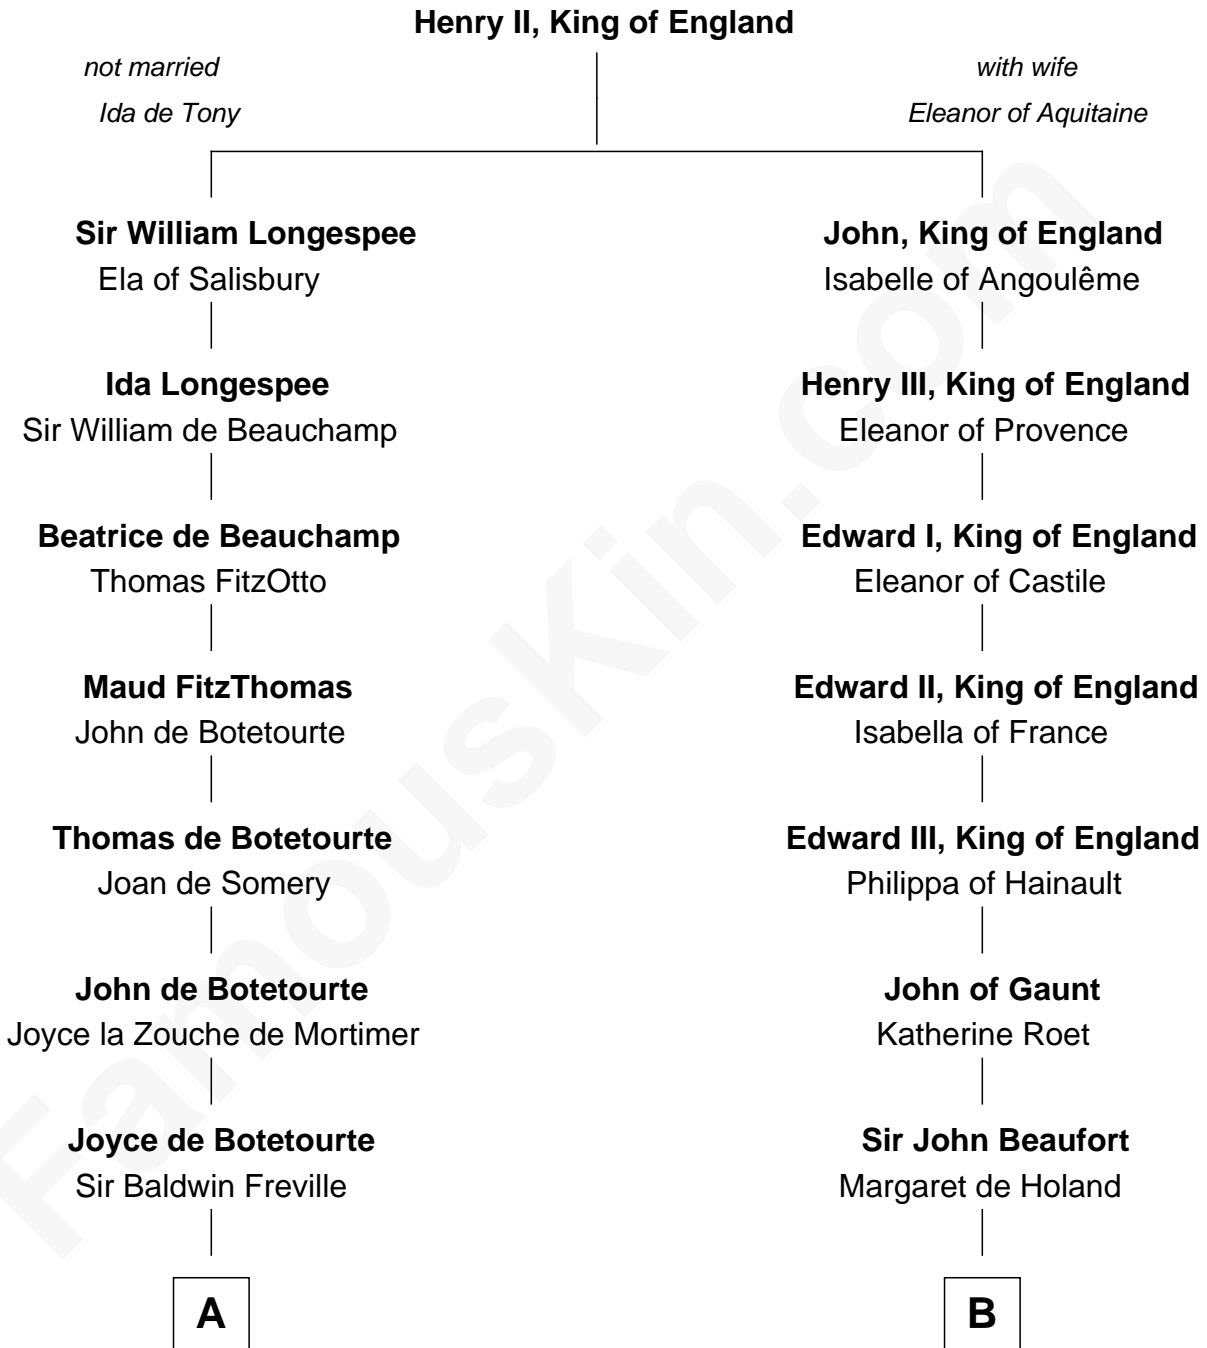 Henry II, King of England
not married
Ida de Tony
with wife
Eleanor of Aquitaine
Sir William Longespee
Ela of Salisbury
John, King of England
Isabelle of Angoulême
Ida Longespee
Sir William de Beauchamp
Henry III, King of England
Eleanor of Provence
Beatrice de Beauchamp
Thomas FitzOtto
Edward I, King of England
Eleanor of Castile
Maud FitzThomas
John de Botetourte
Edward II, King of England
Isabella of France
Thomas de Botetourte
Joan de Somery
Edward III, King of England
Philippa of Hainault
John de Botetourte
Joyce la Zouche de Mortimer
John of Gaunt
Katherine Roet
Joyce de Botetourte
Sir Baldwin Freville
Sir John Beaufort
Margaret de Holand
A
B
FamousKin.com